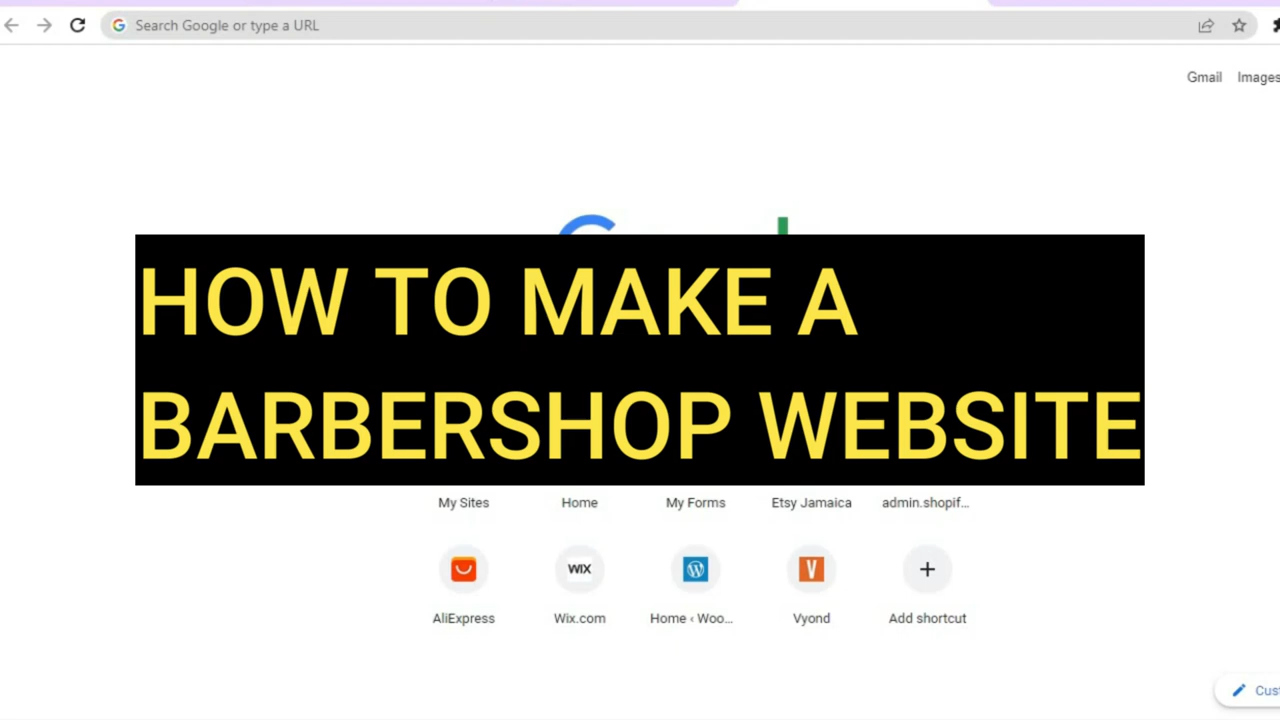 Search Google or type a URL
Gmail Images
HOW TO MAKE A
BARBERSHOP WEBSITE
My Sites Home My Forms Etsy Jamaica admin.shopif...
WIX V
AliExpress Wix.com Home ‹ Woo... Vyond Add shortcut